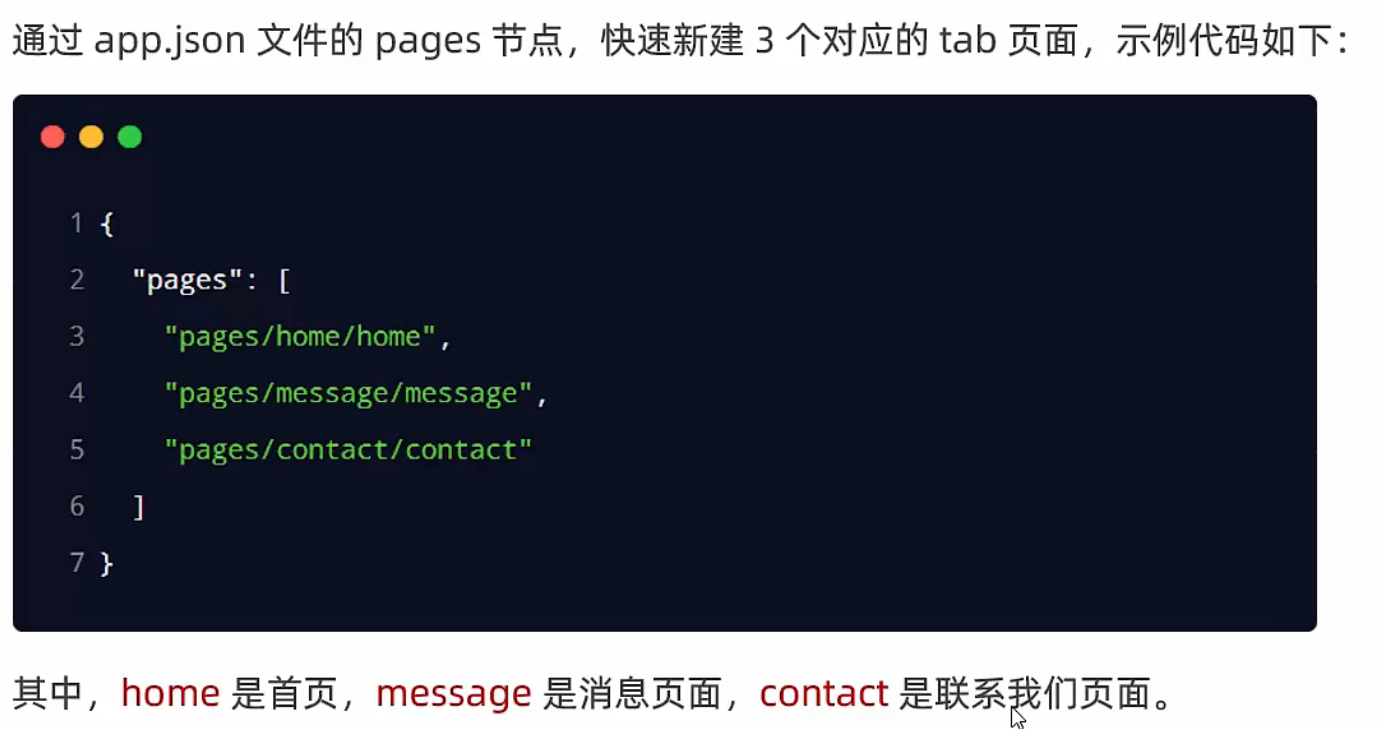 通过 app.json 文件的 pages 节点，快速新建 3 个对应的 tab 页面，示例代码如下：
1 {
2   "pages": [
3     "pages/home/home",
4     "pages/message/message",
5     "pages/contact/contact"
6   ]
7 }
其中，home 是首页，message 是消息页面，contact 是联系我们页面。